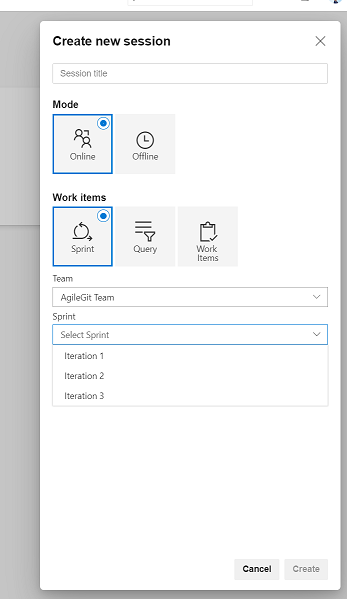 Create new session
Session title
Mode
Online
Offline
Work items
Sprint
Query
Work
Items
Team
AgileGit Team
Sprint
Select Sprint
Iteration 1
Iteration 2
Iteration 3
Cancel
Create